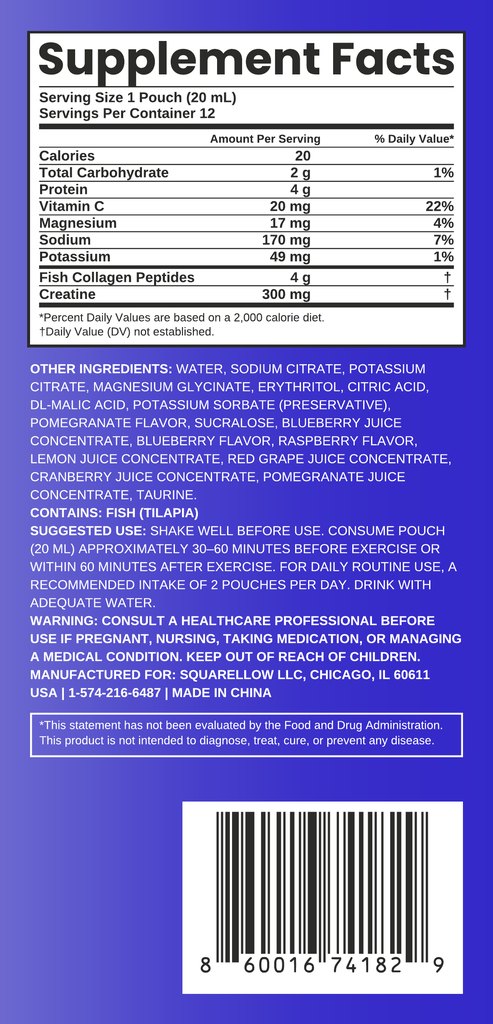 Supplement Facts
Serving Size 1 Pouch (20 mL)
Servings Per Container 12
Amount Per Serving % Daily Value*
Calories 20
Total Carbohydrate 2 g 1%
Protein 4 g
Vitamin C 20 mg 22%
Magnesium 17 mg 4%
Sodium 170 mg 7%
Potassium 49 mg 1%
Fish Collagen Peptides 4 g †
Creatine 300 mg †
*Percent Daily Values are based on a 2,000 calorie diet.
†Daily Value (DV) not established.
OTHER INGREDIENTS: WATER, SODIUM CITRATE, POTASSIUM
CITRATE, MAGNESIUM GLYCINATE, ERYTHRITOL, CITRIC ACID,
DL-MALIC ACID, POTASSIUM SORBATE (PRESERVATIVE),
POMEGRANATE FLAVOR, SUCRALOSE, BLUEBERRY JUICE
CONCENTRATE, BLUEBERRY FLAVOR, RASPBERRY FLAVOR,
LEMON JUICE CONCENTRATE, RED GRAPE JUICE CONCENTRATE,
CRANBERRY JUICE CONCENTRATE, POMEGRANATE JUICE
CONCENTRATE, TAURINE.
CONTAINS: FISH (TILAPIA)
SUGGESTED USE: SHAKE WELL BEFORE USE. CONSUME POUCH
(20 ML) APPROXIMATELY 30–60 MINUTES BEFORE EXERCISE OR
WITHIN 60 MINUTES AFTER EXERCISE. FOR DAILY ROUTINE USE, A
RECOMMENDED INTAKE OF 2 POUCHES PER DAY. DRINK WITH
ADEQUATE WATER.
WARNING: CONSULT A HEALTHCARE PROFESSIONAL BEFORE
USE IF PREGNANT, NURSING, TAKING MEDICATION, OR MANAGING
A MEDICAL CONDITION. KEEP OUT OF REACH OF CHILDREN.
MANUFACTURED FOR: SQUARELLOW LLC, CHICAGO, IL 60611
USA | 1-574-216-6487 | MADE IN CHINA
*This statement has not been evaluated by the Food and Drug Administration.
This product is not intended to diagnose, treat, cure, or prevent any disease.
8 60016 74182 9